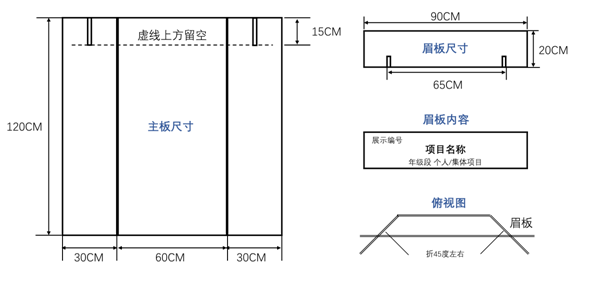 虚线上方留空
15CM
120CM
主板尺寸
30CM
60CM
30CM
90CM
眉板尺寸
20CM
65CM
眉板内容
展示编号
项目名称
年级段 个人/集体项目
俯视图
眉板
折45度左右